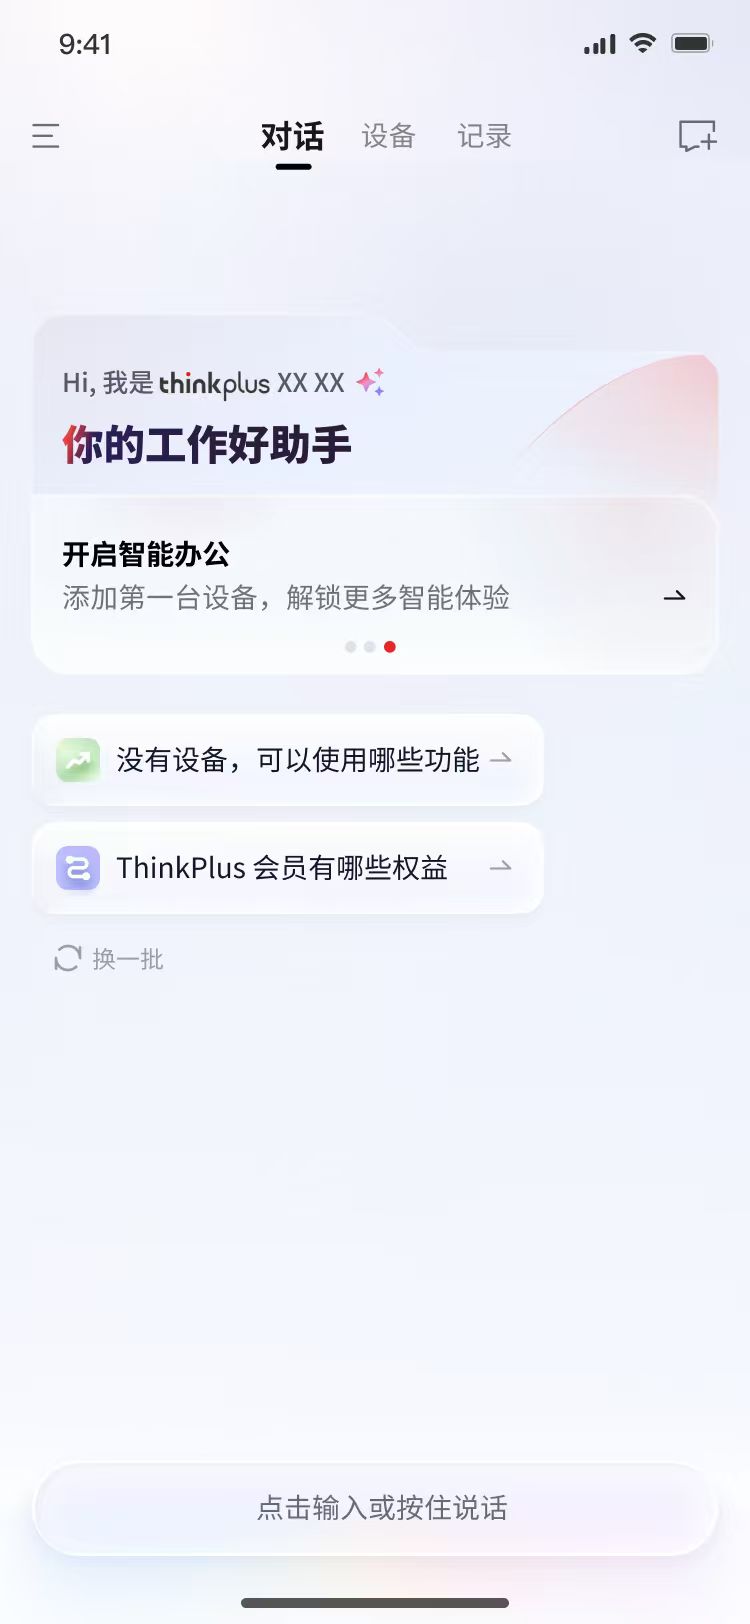 9:41
对话 设备 记录
Hi, 我是 thinkplus XX XX
你的工作好助手
开启智能办公
添加第一台设备，解锁更多智能体验
没有设备，可以使用哪些功能
ThinkPlus 会员有哪些权益
换一批
点击输入或按住说话